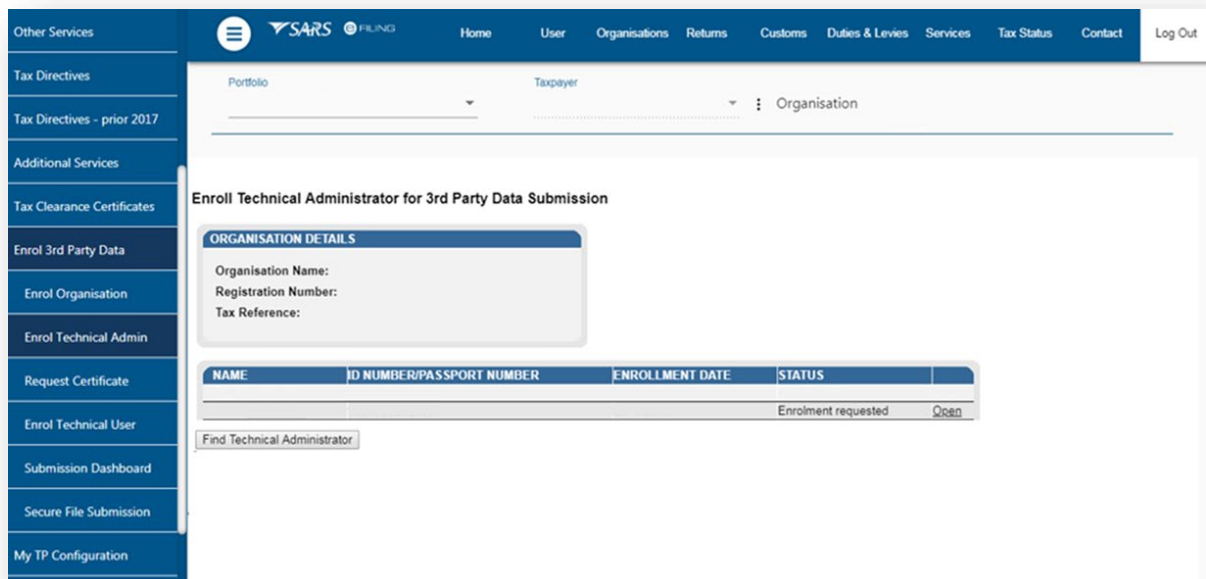 SARS eFILING
Home User Organisations Returns Customs Duties & Levies Services Tax Status Contact Log Out
Other Services
Tax Directives
Tax Directives - prior 2017
Additional Services
Tax Clearance Certificates
Enrol 3rd Party Data
Enrol Organisation
Enrol Technical Admin
Request Certificate
Enrol Technical User
Submission Dashboard
Secure File Submission
My TP Configuration
Portfolio Taxpayer
Organisation
Enroll Technical Administrator for 3rd Party Data Submission
ORGANISATION DETAILS
Organisation Name:
Registration Number:
Tax Reference:
NAME ID NUMBER/PASSPORT NUMBER ENROLLMENT DATE STATUS
Enrolment requested Open
Find Technical Administrator